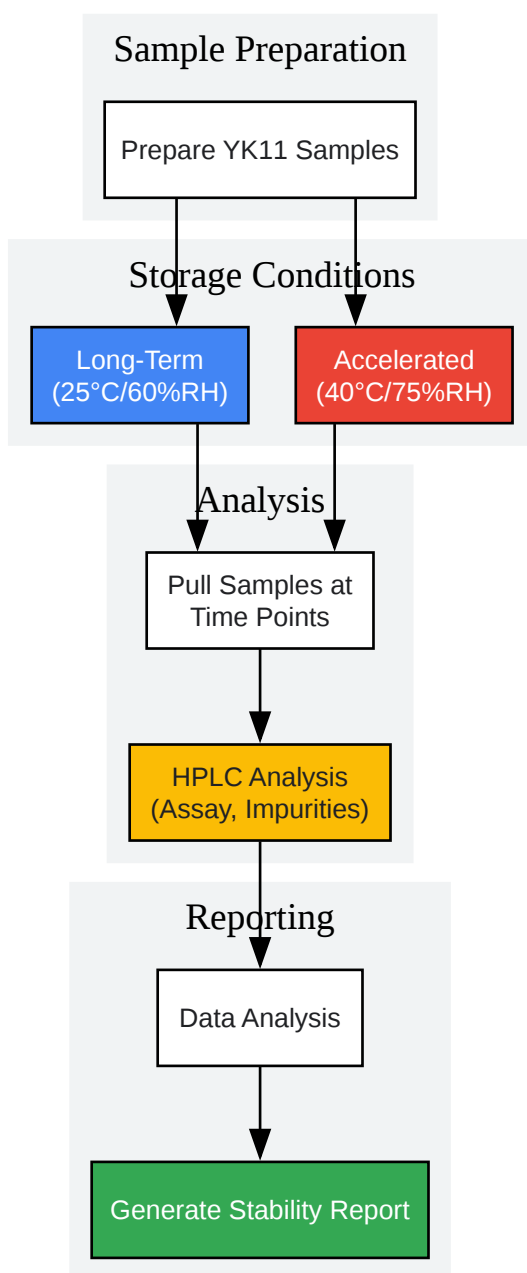 Sample Preparation
Prepare YK11 Samples
Storage Conditions
Long-Term
(25°C/60%RH)
Accelerated
(40°C/75%RH)
Analysis
Pull Samples at
Time Points
HPLC Analysis
(Assay, Impurities)
Reporting
Data Analysis
Generate Stability Report